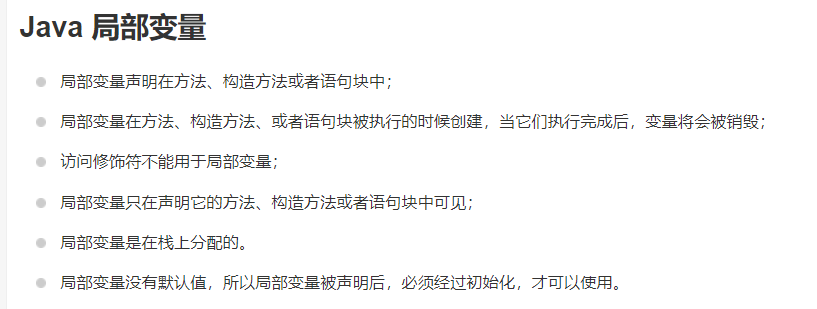 Java 局部变量
局部变量声明在方法、构造方法或者语句块中；
局部变量在方法、构造方法、或者语句块被执行的时候创建，当它们执行完成后，变量将会被销毁；
访问修饰符不能用于局部变量；
局部变量只在声明它的方法、构造方法或者语句块中可见；
局部变量是在栈上分配的。
局部变量没有默认值，所以局部变量被声明后，必须经过初始化，才可以使用。